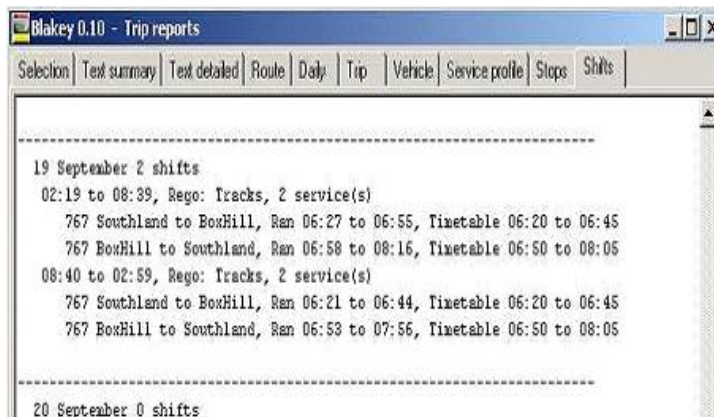 Blakey 0.10 - Trip reports
Selection Text summary Text detailed Route Daily Trip Vehicle Service profile Stops Shifts
--------------------------------------------------------------------------------
19 September 2 shifts
02:19 to 08:39, Rego: Tracks, 2 service(s)
767 Southland to BoxHill, Ran 06:27 to 06:55, Timetable 06:20 to 06:45
767 BoxHill to Southland, Ran 06:58 to 08:16, Timetable 06:50 to 08:05
08:40 to 02:59, Rego: Tracks, 2 service(s)
767 Southland to BoxHill, Ran 06:21 to 06:44, Timetable 06:20 to 06:45
767 BoxHill to Southland, Ran 06:53 to 07:56, Timetable 06:50 to 08:05
--------------------------------------------------------------------------------
20 September 0 shifts